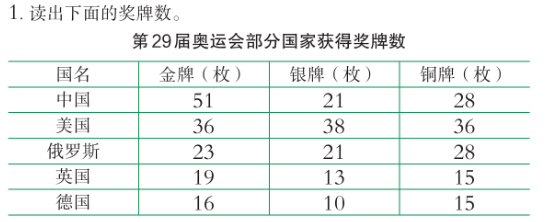 1. 读出下面的奖牌数。
第29届奥运会部分国家获得奖牌数
国名 金牌（枚） 银牌（枚） 铜牌（枚）
中国 51 21 28
美国 36 38 36
俄罗斯 23 21 28
英国 19 13 15
德国 16 10 15